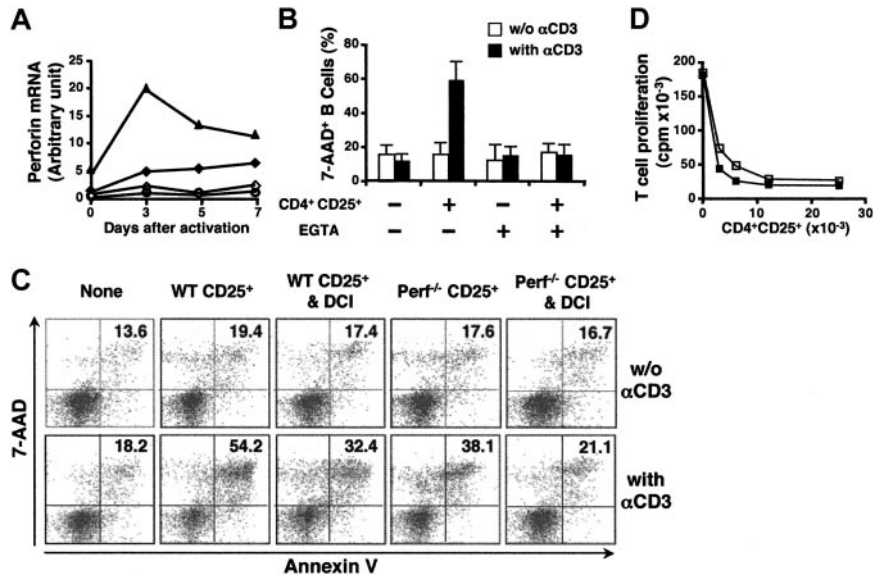 A
Perforin mRNA
(Arbitrary unit)
25
20
15
10
5
0
0 3 5 7
Days after activation
B
w/o αCD3
with αCD3
7-AAD⁺ B Cells (%)
80
60
40
20
0
CD4⁺ CD25⁺ − + − +
EGTA − − + +
D
T cell proliferation
(cpm x10⁻³)
200
150
100
50
0
0 10 20
CD4⁺CD25⁺ (x10⁻³)
C
None
WT CD25⁺
WT CD25⁺
& DCI
Perf⁻/⁻ CD25⁺
Perf⁻/⁻ CD25⁺
& DCI
13.6 19.4 17.4 17.6 16.7
w/o
αCD3
7-AAD
18.2 54.2 32.4 38.1 21.1
with
αCD3
Annexin V